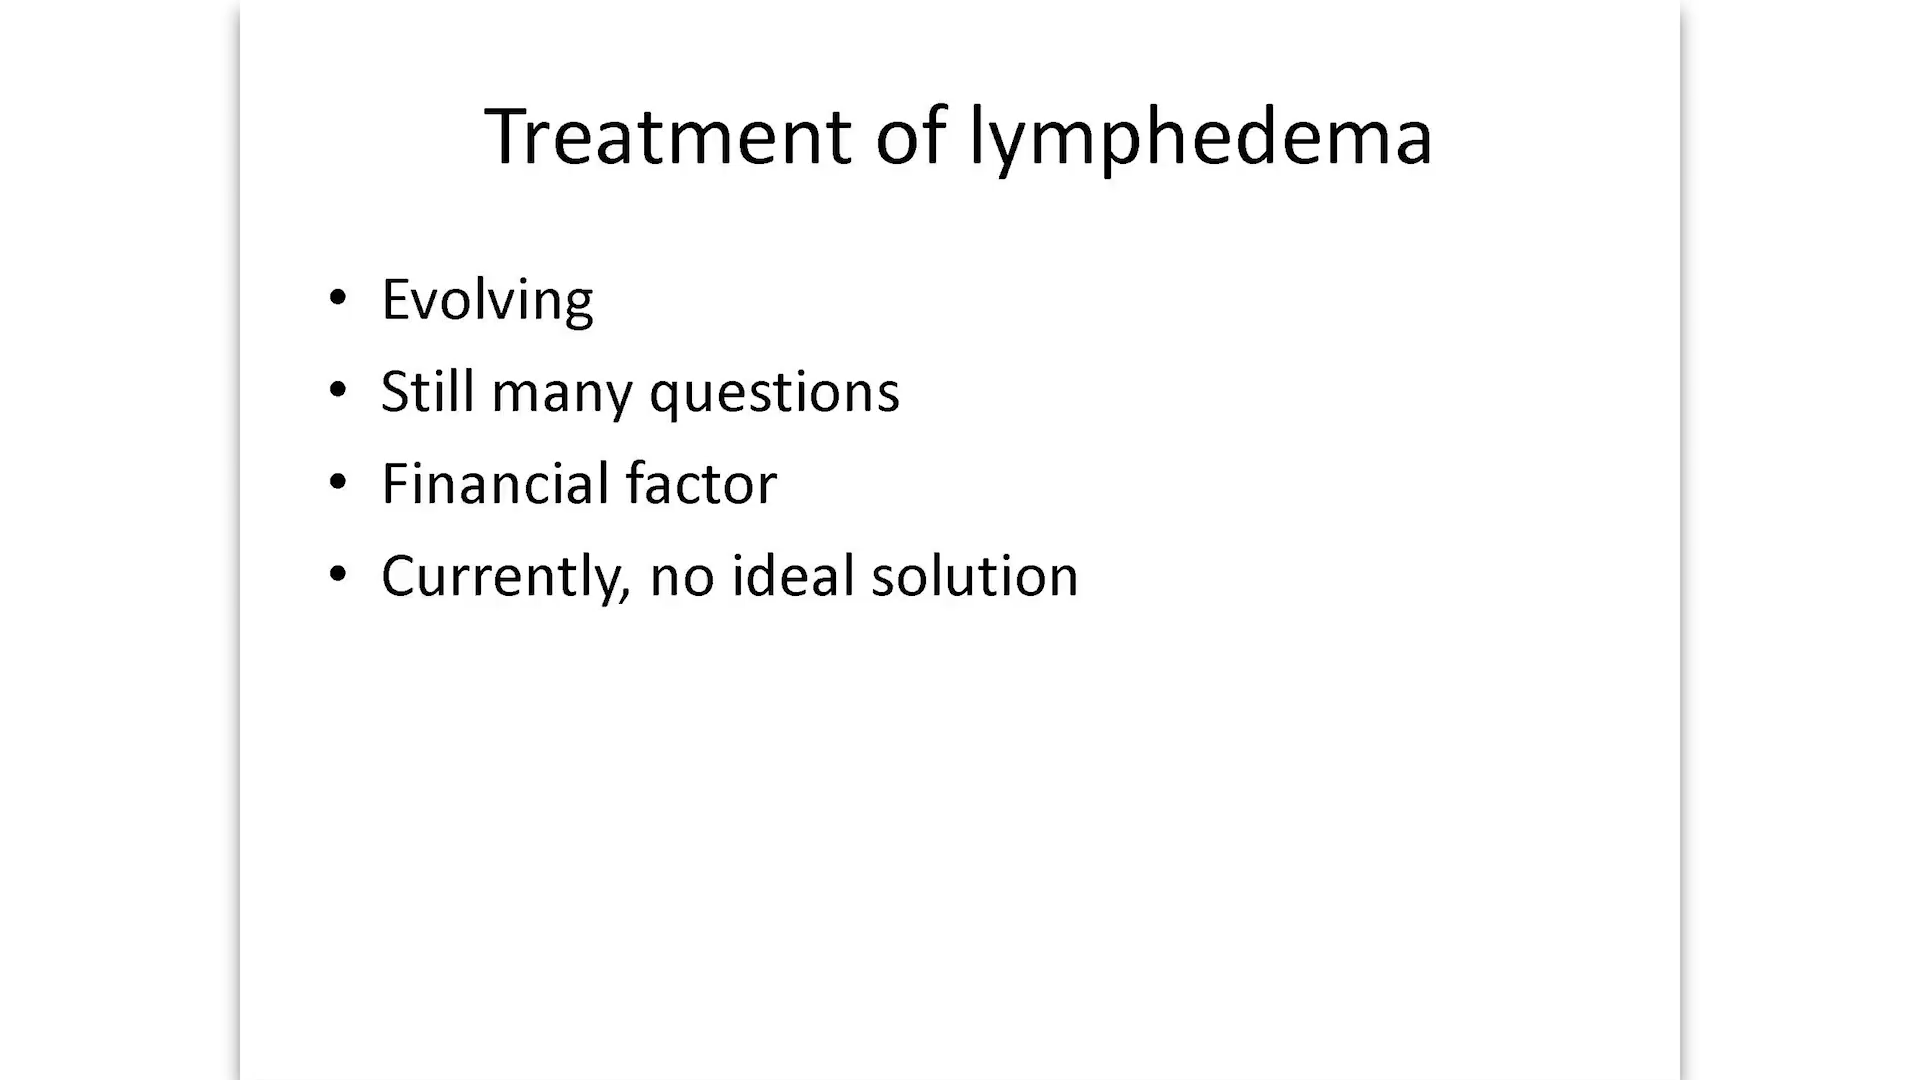 Treatment of lymphedema
• Evolving
• Still many questions
• Financial factor
• Currently, no ideal solution